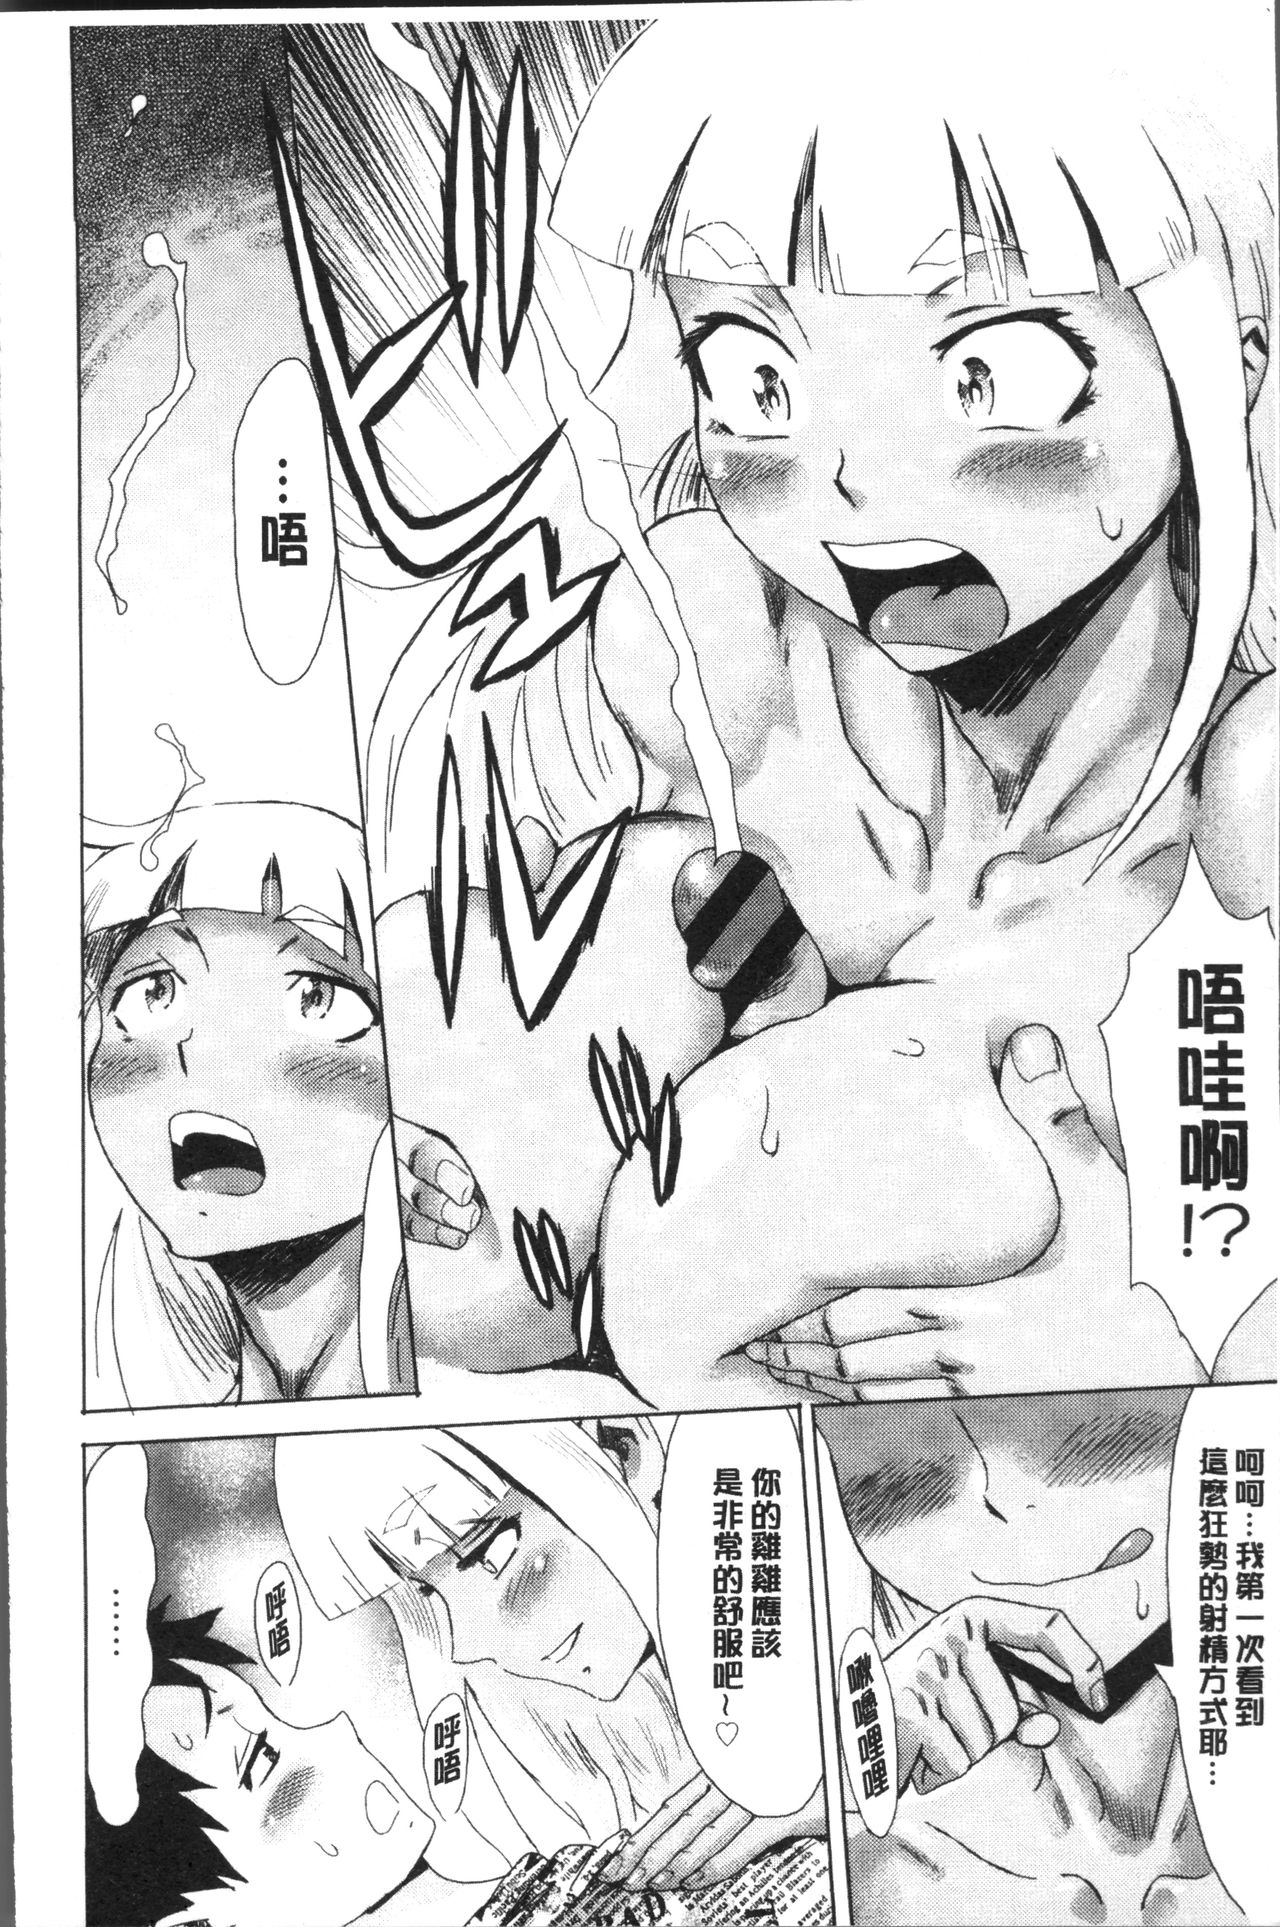 唔哇啊
!?
…唔
呵呵…我第一次看到
這麼狂勢的射精方式耶…
啾嚕哩哩
你的雞雞應該
是非常的舒服吧~♡
呼唔
呼唔
……